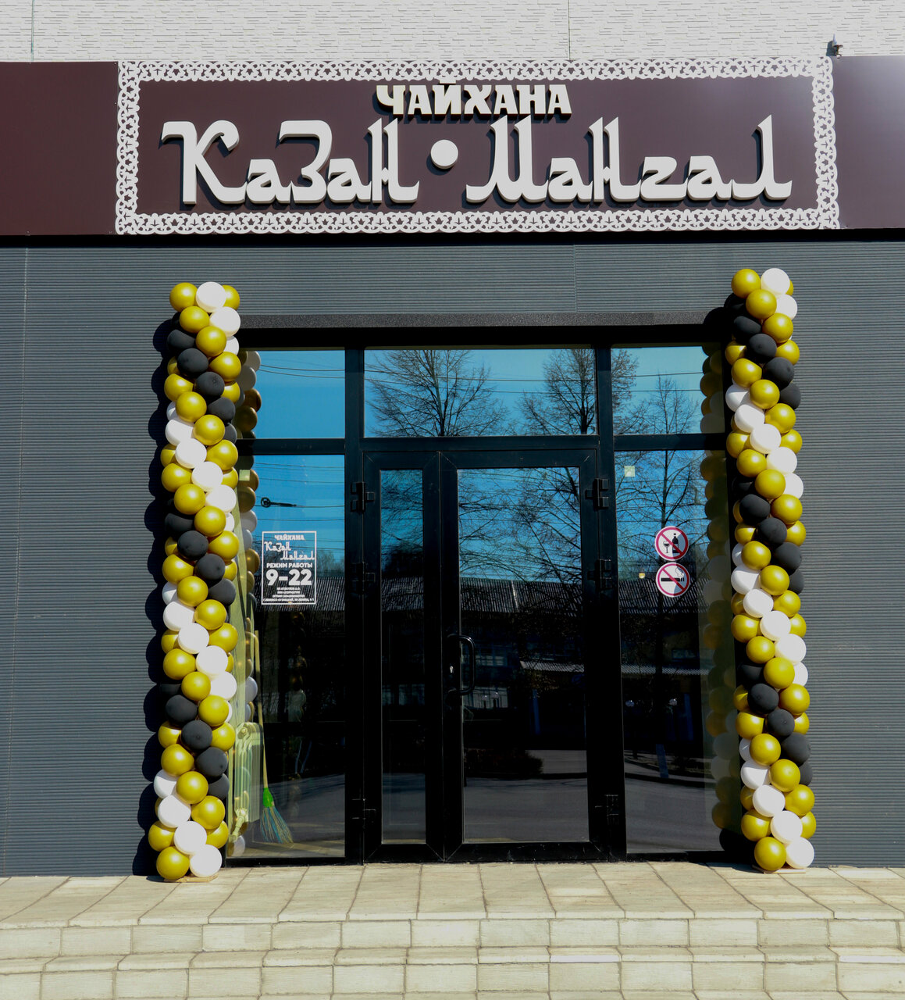 ЧАЙХАНА
Казан • Мангал
ЧАЙХАНА
Казан
Мангал
РЕЖИМ РАБОТЫ
9-22